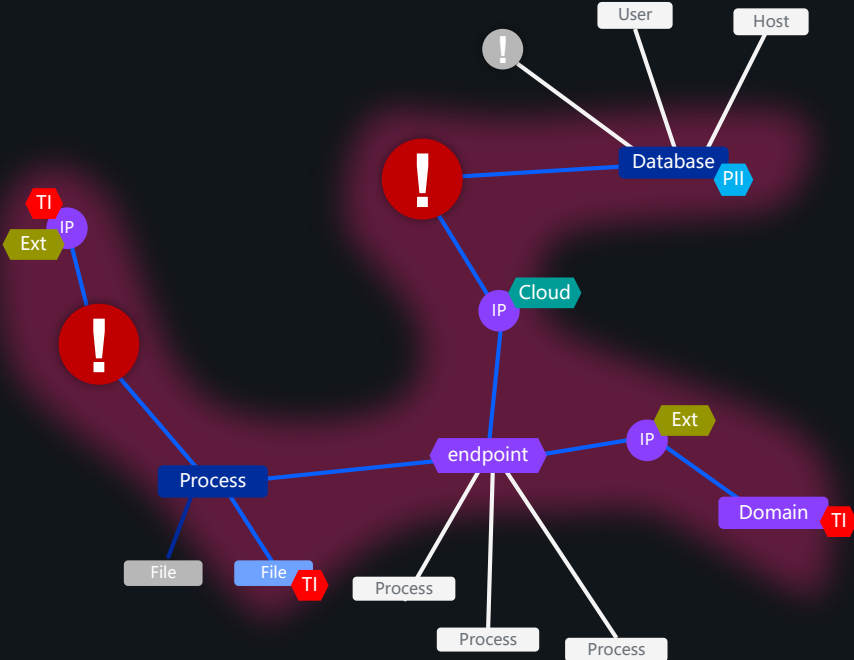 User
Host
!
Database
PII
!
TI
IP
Ext
Cloud
IP
!
Ext
IP
endpoint
Process
Domain
TI
File
File
TI
Process
Process
Process